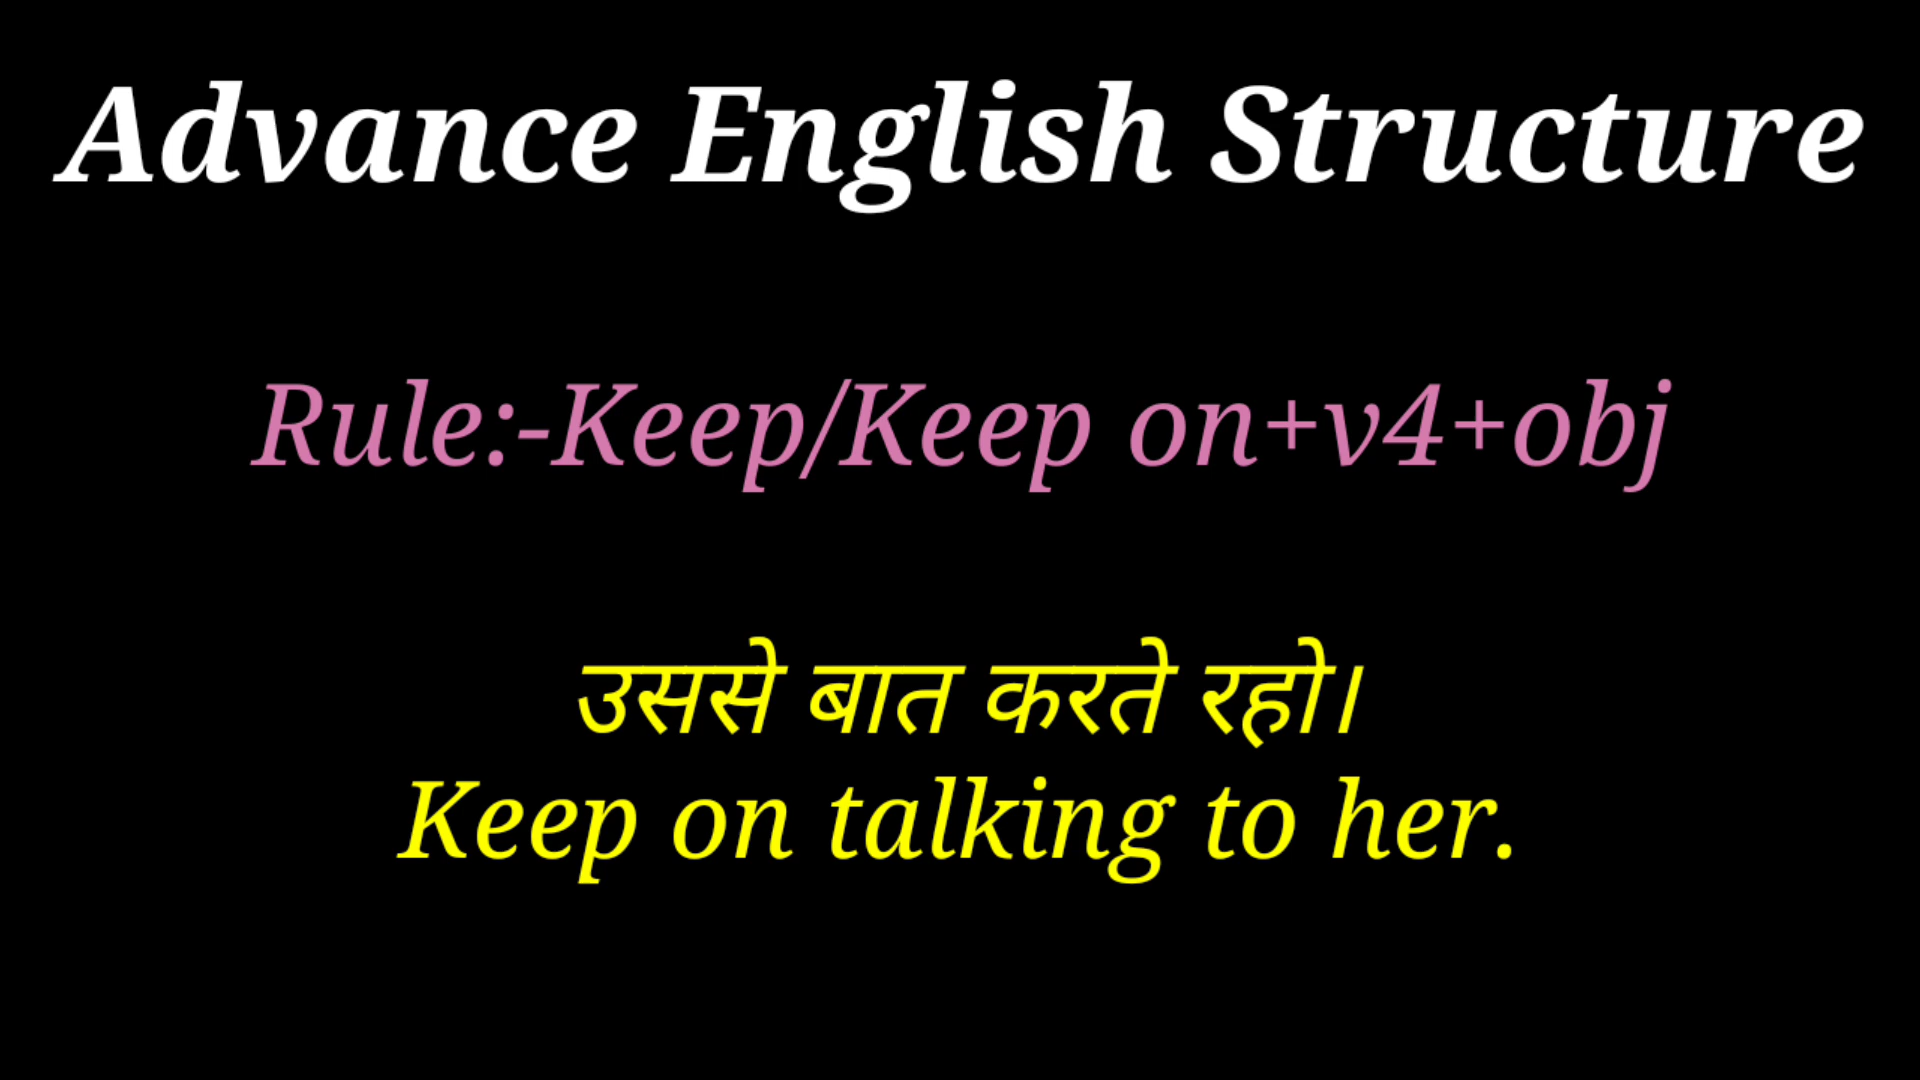 Advance English Structure
Rule:-Keep/Keep on+v4+obj
उससे बात करते रहो।
Keep on talking to her.